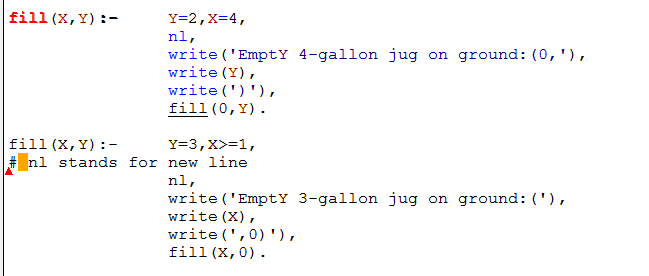 fill(X,Y):-     Y=2,X=4,
                nl,
                write('EmptY 4-gallon jug on ground:(0,'),
                write(Y),
                write(')'),
                fill(0,Y).
fill(X,Y):-     Y=3,X>=1,
# nl stands for new line
                nl,
                write('EmptY 3-gallon jug on ground:('),
                write(X),
                write(',0)'),
                fill(X,0).